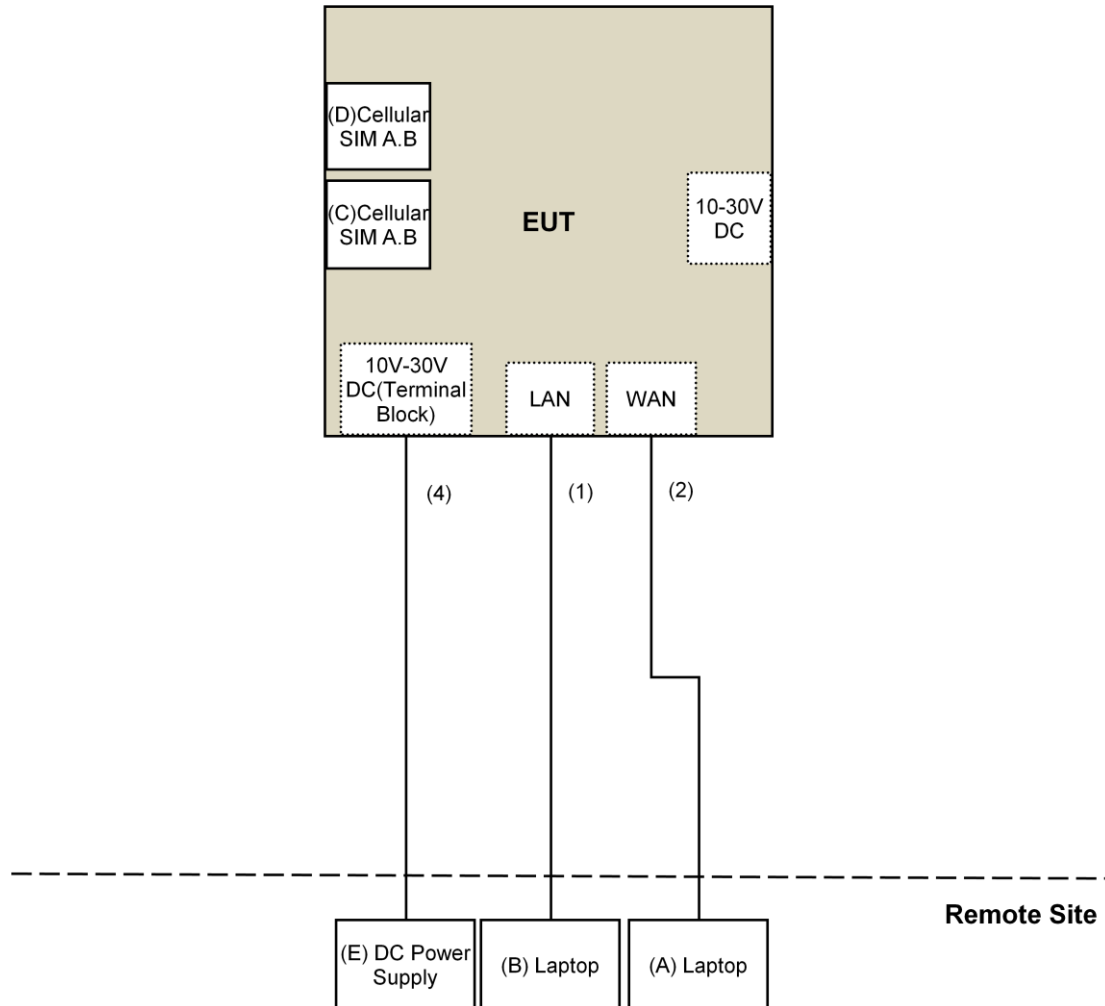 (D)Cellular
SIM A.B
(C)Cellular
SIM A.B
EUT
10-30V
DC
10V-30V
DC(Terminal
Block)
LAN
WAN
(4)
(1)
(2)
Remote Site
(E) DC Power
Supply
(B) Laptop
(A) Laptop